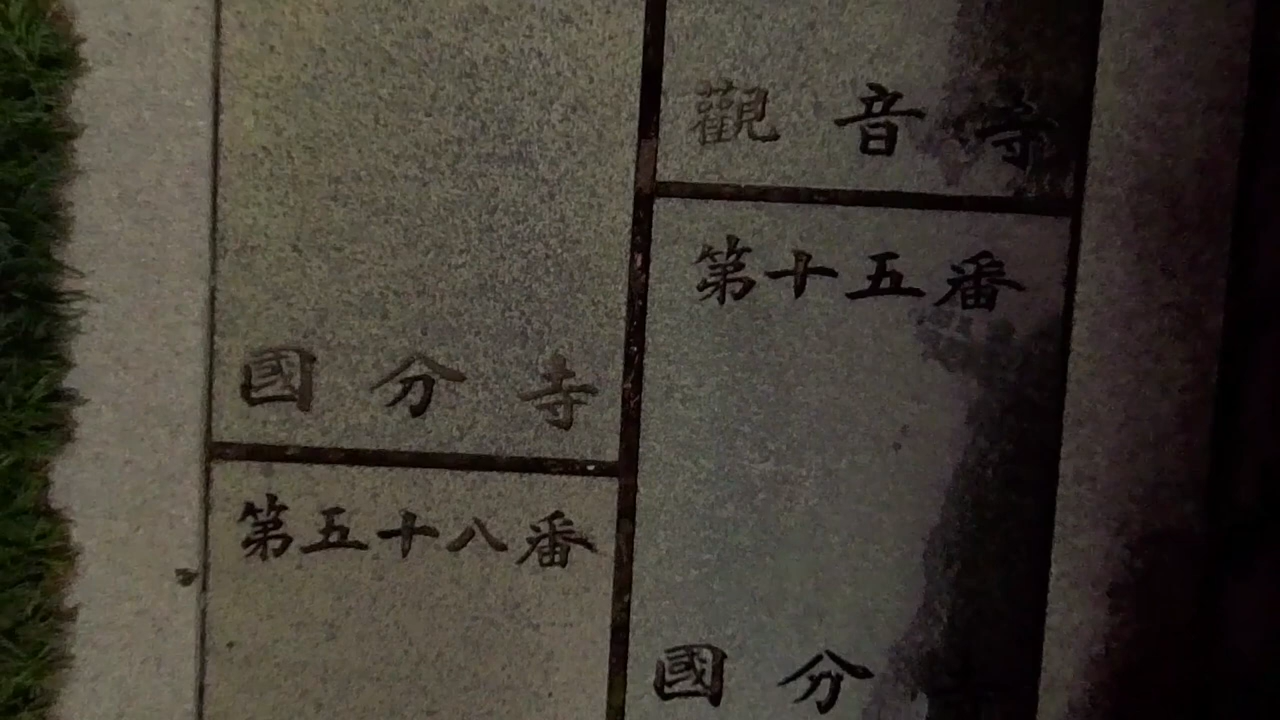 觀音寺
第十五番
國分
國分寺
第五十八番